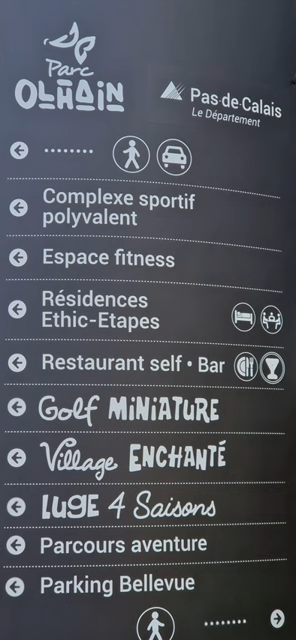 Parc
OLHAIN
Pas-de-Calais
Le Département
Complexe sportif
polyvalent
Espace fitness
Résidences
Ethic-Etapes
Restaurant self • Bar
Golf MINIATURE
Village ENCHANTÉ
LUGE 4 Saisons
Parcours aventure
Parking Bellevue